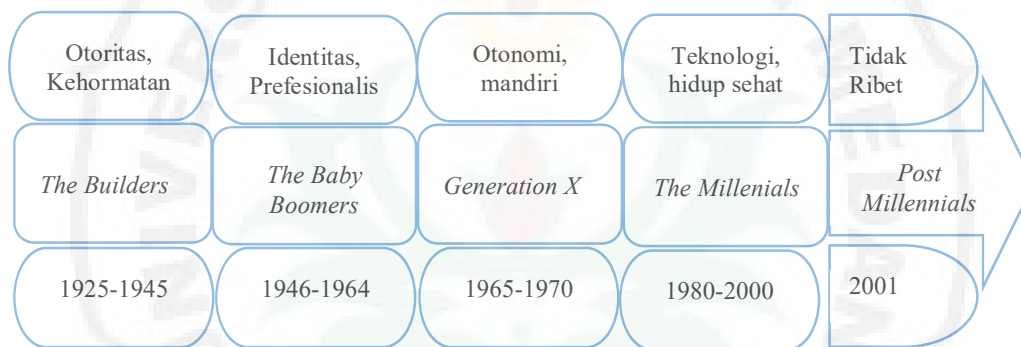 Otoritas,
Kehormatan
Identitas,
Prefesionalis
Otonomi,
mandiri
Teknologi,
hidup sehat
Tidak
Ribet
The Builders
The Baby
Boomers
Generation X
The Millenials
Post
Millennials
1925-1945
1946-1964
1965-1970
1980-2000
2001